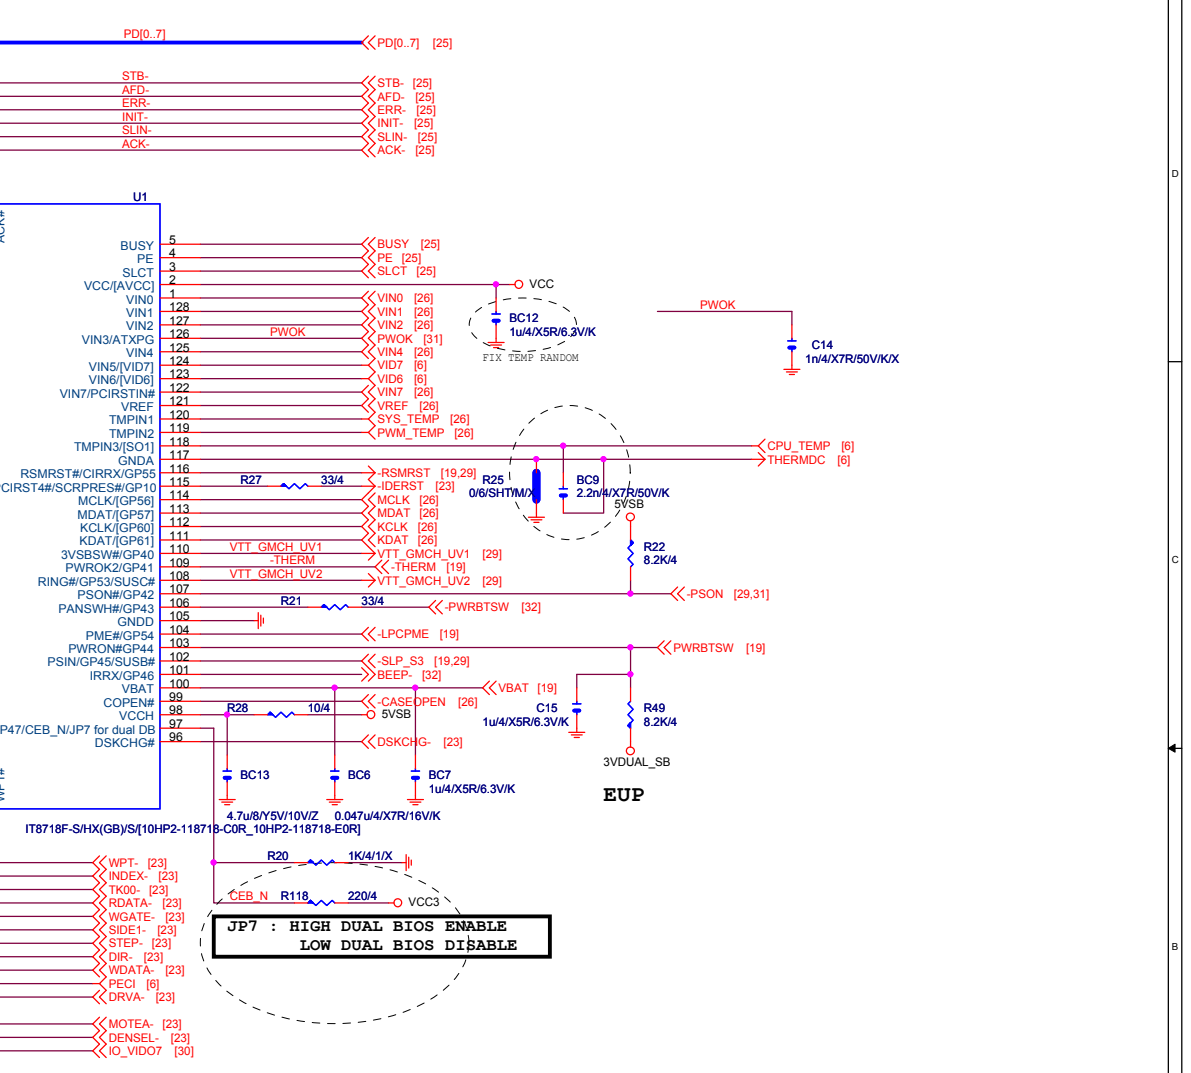 PD[0..7]
PD[0..7] [25]
STB- STB- [25]
AFD- AFD- [25]
ERR- ERR- [25]
INIT- INIT- [25]
SLIN- SLIN- [25]
ACK- ACK- [25]
D
U1
ACK#
BUSY 5 BUSY [25]
PE 4 PE [25]
SLCT 3 SLCT [25]
VCC/[AVCC] 2 VCC
VIN0 1 VIN0 [26]
VIN1 128 VIN1 [26]
VIN2 127 VIN2 [26]
VIN3/ATXPG 126 PWOK PWOK [31]
VIN4 125 VIN4 [26]
VIN5/[VID7] 124 VID7 [6]
VIN6/[VID6] 123 VID6 [6]
VIN7/PCIRSTIN# 122 VIN7 [26]
VREF 121 VREF [26]
TMPIN1 120 SYS_TEMP [26]
TMPIN2 119 PWM_TEMP [26]
TMPIN3/[SO1] 118 CPU_TEMP [6]
GNDA 117 THERMDC [6]
RSMRST#/CIRRX/GP55 116 -RSMRST [19,29]
PCIRST4#/SCRPRES#/GP10 115 R27 33/4 -IDERST [23]
MCLK/[GP56] 114 MCLK [26]
MDAT/[GP57] 113 MDAT [26]
KCLK/[GP60] 112 KCLK [26]
KDAT/[GP61] 111 KDAT [26]
3VSBSW#/GP40 110 VTT_GMCH_UV1 VTT_GMCH_UV1 [29]
PWROK2/GP41 109 -THERM -THERM [19]
RING#/GP53/SUSC# 108 VTT_GMCH_UV2 VTT_GMCH_UV2 [29]
PSON#/GP42 107 -PSON [29,31]
PANSWH#/GP43 106 R21 33/4 -PWRBTSW [32]
GNDD 105
PME#/GP54 104 -LPCPME [19]
PWRON#GP44 103 PWRBTSW [19]
PSIN/GP45/SUSB# 102 -SLP_S3 [19,29]
IRRX/GP46 101 BEEP- [32]
VBAT 100 VBAT [19]
COPEN# 99 -CASEOPEN [26]
VCCH 98 R28 10/4 5VSB
P47/CEB_N/JP7 for dual DB 97
DSKCHG# 96 DSKCHG- [23]
BC12
1u/4/X5R/6.3V/K
FIX TEMP RANDOM
PWOK
C14
1n/4/X7R/50V/K/X
R25
0/6/SHT/M/X
BC9
2.2n/4/X7R/50V/K
5VSB
R22
8.2K/4
C
C15
1u/4/X5R/6.3V/K
R49
8.2K/4
3VDUAL_SB
EUP
WPT#
BC13
4.7u/8/Y5V/10V/Z
BC6
0.047u/4/X7R/16V/K
BC7
1u/4/X5R/6.3V/K
IT8718F-S/HX(GB)/S/[10HP2-118718-C0R_10HP2-118718-E0R]
R20 1K/4/1/X
CEB_N R118 220/4 VCC3
JP7 : HIGH DUAL BIOS ENABLE
LOW DUAL BIOS DISABLE
WPT- [23]
INDEX- [23]
TK00- [23]
RDATA- [23]
WGATE- [23]
SIDE1- [23]
STEP- [23]
DIR- [23]
WDATA- [23]
PECI [6]
DRVA- [23]
MOTEA- [23]
DENSEL- [23]
IO_VIDO7 [30]
B